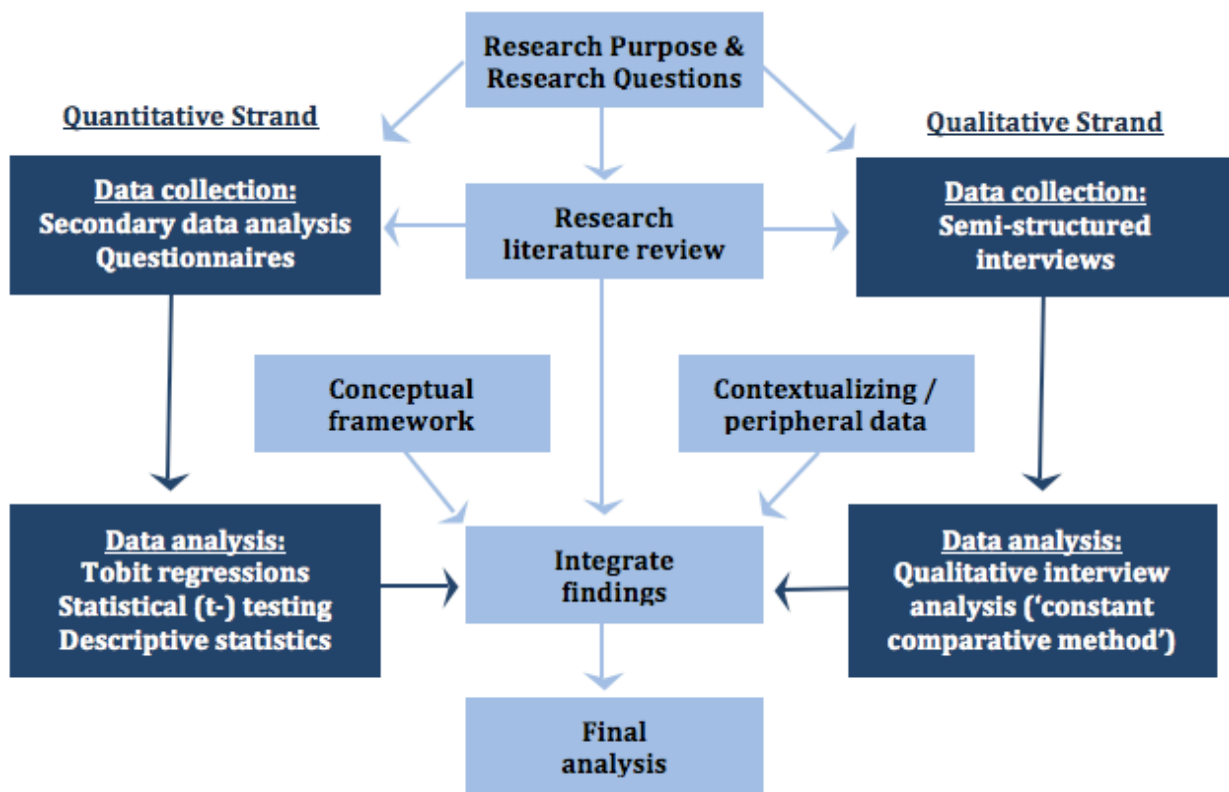 Research Purpose &
Research Questions
Quantitative Strand
Qualitative Strand
Data collection:
Secondary data analysis
Questionnaires
Research
literature review
Data collection:
Semi-structured
interviews
Conceptual
framework
Contextualizing /
peripheral data
Data analysis:
Tobit regressions
Statistical (t-) testing
Descriptive statistics
Integrate
findings
Data analysis:
Qualitative interview
analysis (‘constant
comparative method’)
Final
analysis